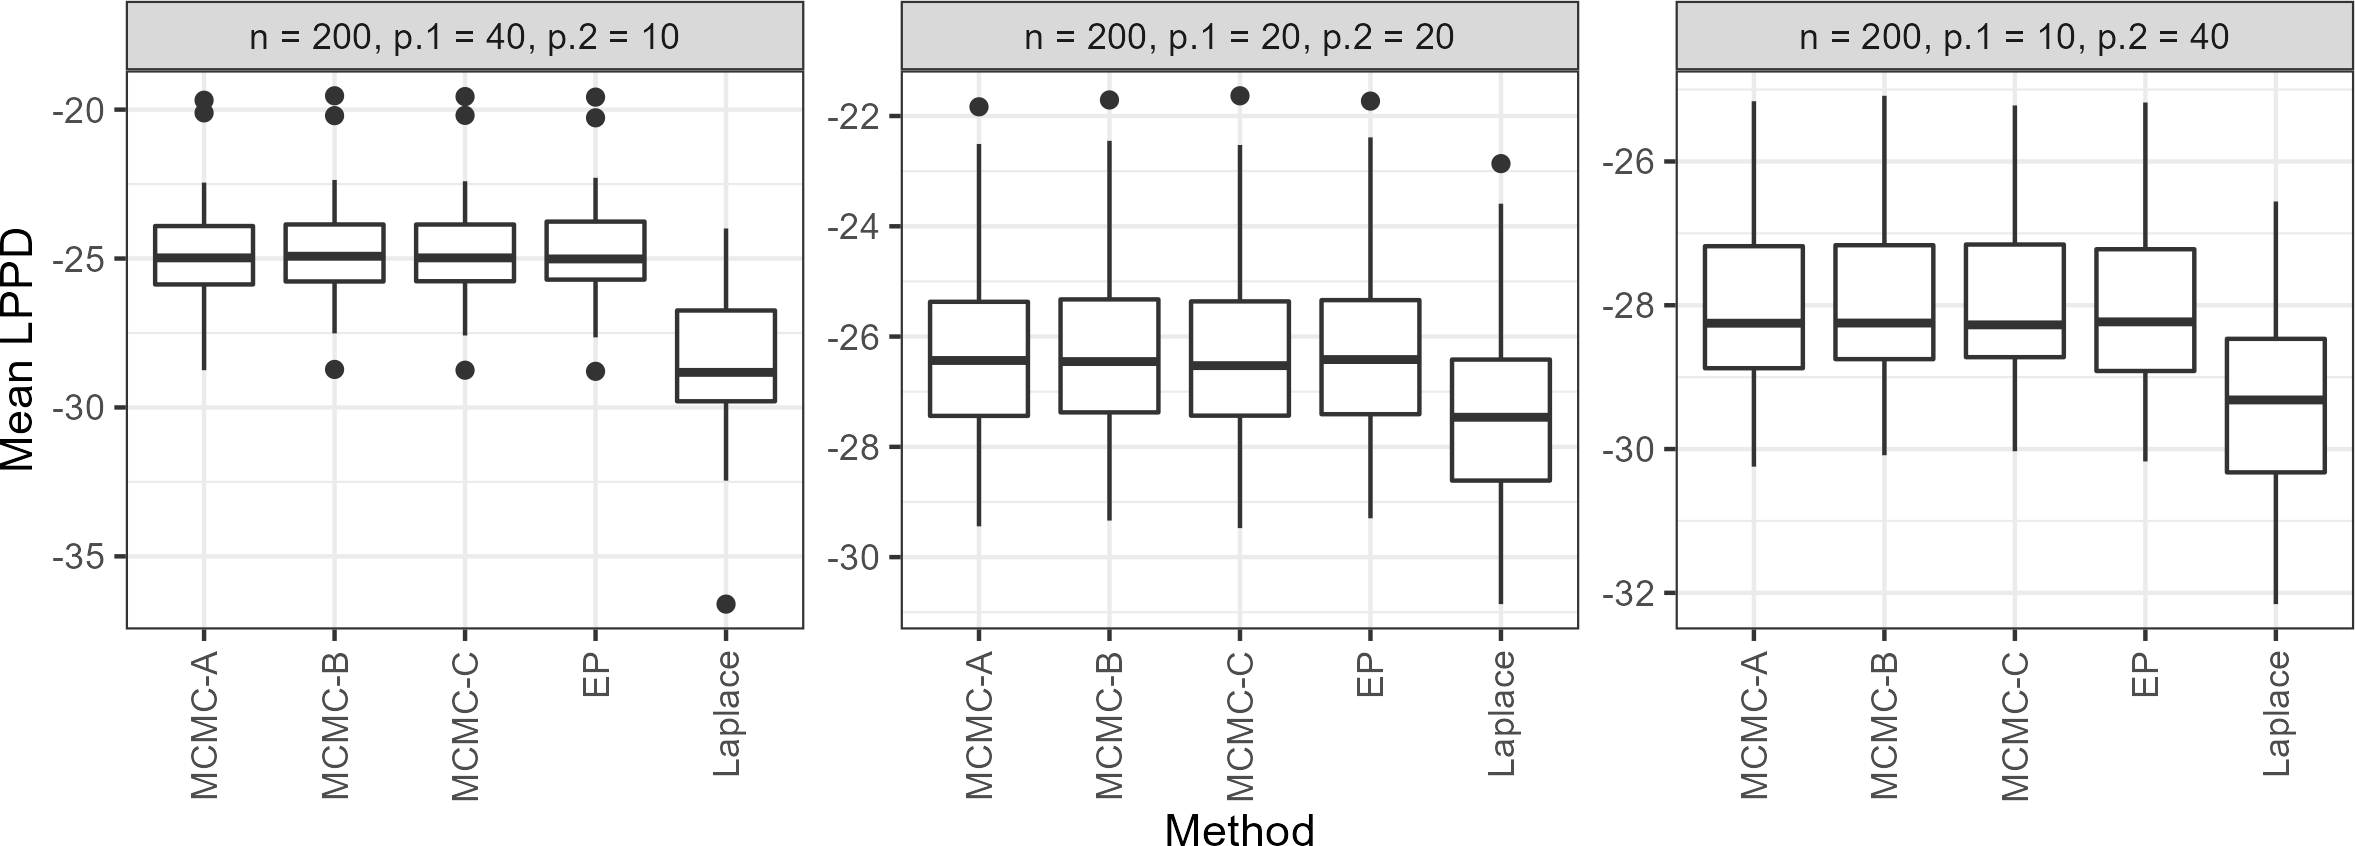 n = 200, p.1 = 40, p.2 = 10
n = 200, p.1 = 20, p.2 = 20
n = 200, p.1 = 10, p.2 = 40
Mean LPPD
-20
-25
-30
-35
-22
-24
-26
-28
-30
-26
-28
-30
-32
MCMC-A
MCMC-B
MCMC-C
EP
Laplace
MCMC-A
MCMC-B
MCMC-C
EP
Laplace
MCMC-A
MCMC-B
MCMC-C
EP
Laplace
Method